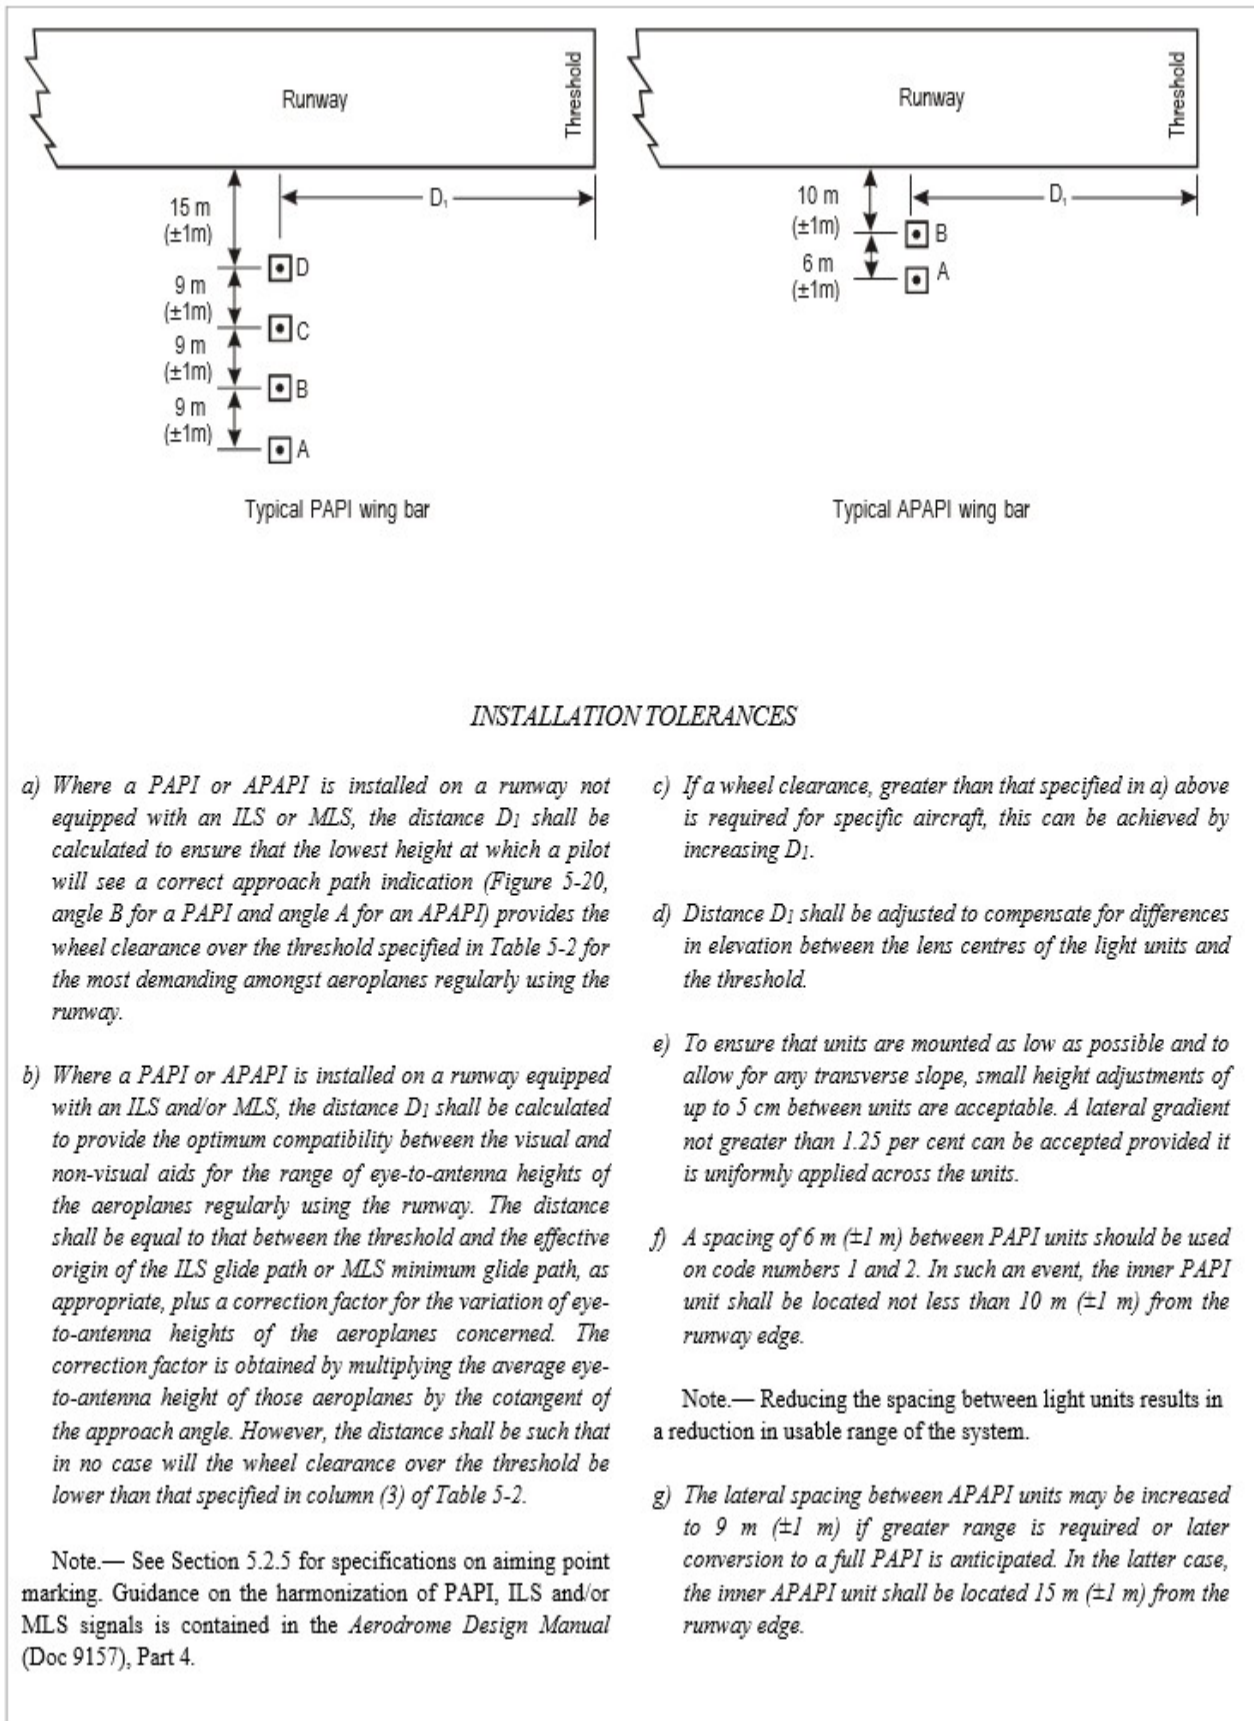 Runway
Threshold
15 m
(±1m)
D₁
D
9 m
(±1m)
C
9 m
(±1m)
B
9 m
(±1m)
A
Typical PAPI wing bar
Runway
Threshold
10 m
(±1m)
D₁
B
6 m
(±1m)
A
Typical APAPI wing bar
INSTALLATION TOLERANCES
a) Where a PAPI or APAPI is installed on a runway not
equipped with an ILS or MLS, the distance D1 shall be
calculated to ensure that the lowest height at which a pilot
will see a correct approach path indication (Figure 5-20,
angle B for a PAPI and angle A for an APAPI) provides the
wheel clearance over the threshold specified in Table 5-2 for
the most demanding amongst aeroplanes regularly using the
runway.
b) Where a PAPI or APAPI is installed on a runway equipped
with an ILS and/or MLS, the distance D1 shall be calculated
to provide the optimum compatibility between the visual and
non-visual aids for the range of eye-to-antenna heights of
the aeroplanes regularly using the runway. The distance
shall be equal to that between the threshold and the effective
origin of the ILS glide path or MLS minimum glide path, as
appropriate, plus a correction factor for the variation of eye-
to-antenna heights of the aeroplanes concerned. The
correction factor is obtained by multiplying the average eye-
to-antenna height of those aeroplanes by the cotangent of
the approach angle. However, the distance shall be such that
in no case will the wheel clearance over the threshold be
lower than that specified in column (3) of Table 5-2.
Note.— See Section 5.2.5 for specifications on aiming point
marking. Guidance on the harmonization of PAPI, ILS and/or
MLS signals is contained in the Aerodrome Design Manual
(Doc 9157), Part 4.
c) If a wheel clearance, greater than that specified in a) above
is required for specific aircraft, this can be achieved by
increasing D1.
d) Distance D1 shall be adjusted to compensate for differences
in elevation between the lens centres of the light units and
the threshold.
e) To ensure that units are mounted as low as possible and to
allow for any transverse slope, small height adjustments of
up to 5 cm between units are acceptable. A lateral gradient
not greater than 1.25 per cent can be accepted provided it
is uniformly applied across the units.
f) A spacing of 6 m (±1 m) between PAPI units should be used
on code numbers 1 and 2. In such an event, the inner PAPI
unit shall be located not less than 10 m (±1 m) from the
runway edge.
Note.— Reducing the spacing between light units results in
a reduction in usable range of the system.
g) The lateral spacing between APAPI units may be increased
to 9 m (±1 m) if greater range is required or later
conversion to a full PAPI is anticipated. In the latter case,
the inner APAPI unit shall be located 15 m (±1 m) from the
runway edge.